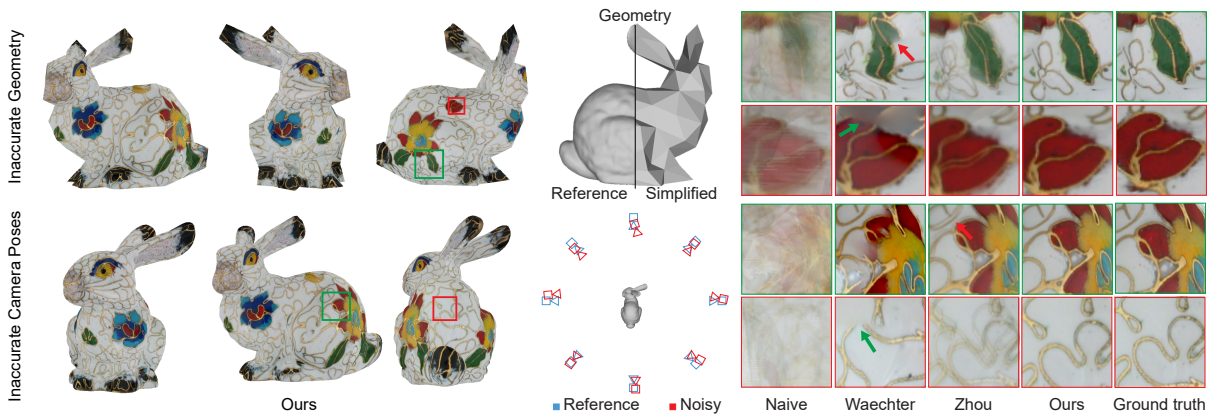 Inaccurate Geometry
Geometry
Reference
Simplified
Inaccurate Camera Poses
Ours
Reference
Noisy
Naive
Waechter
Zhou
Ours
Ground truth